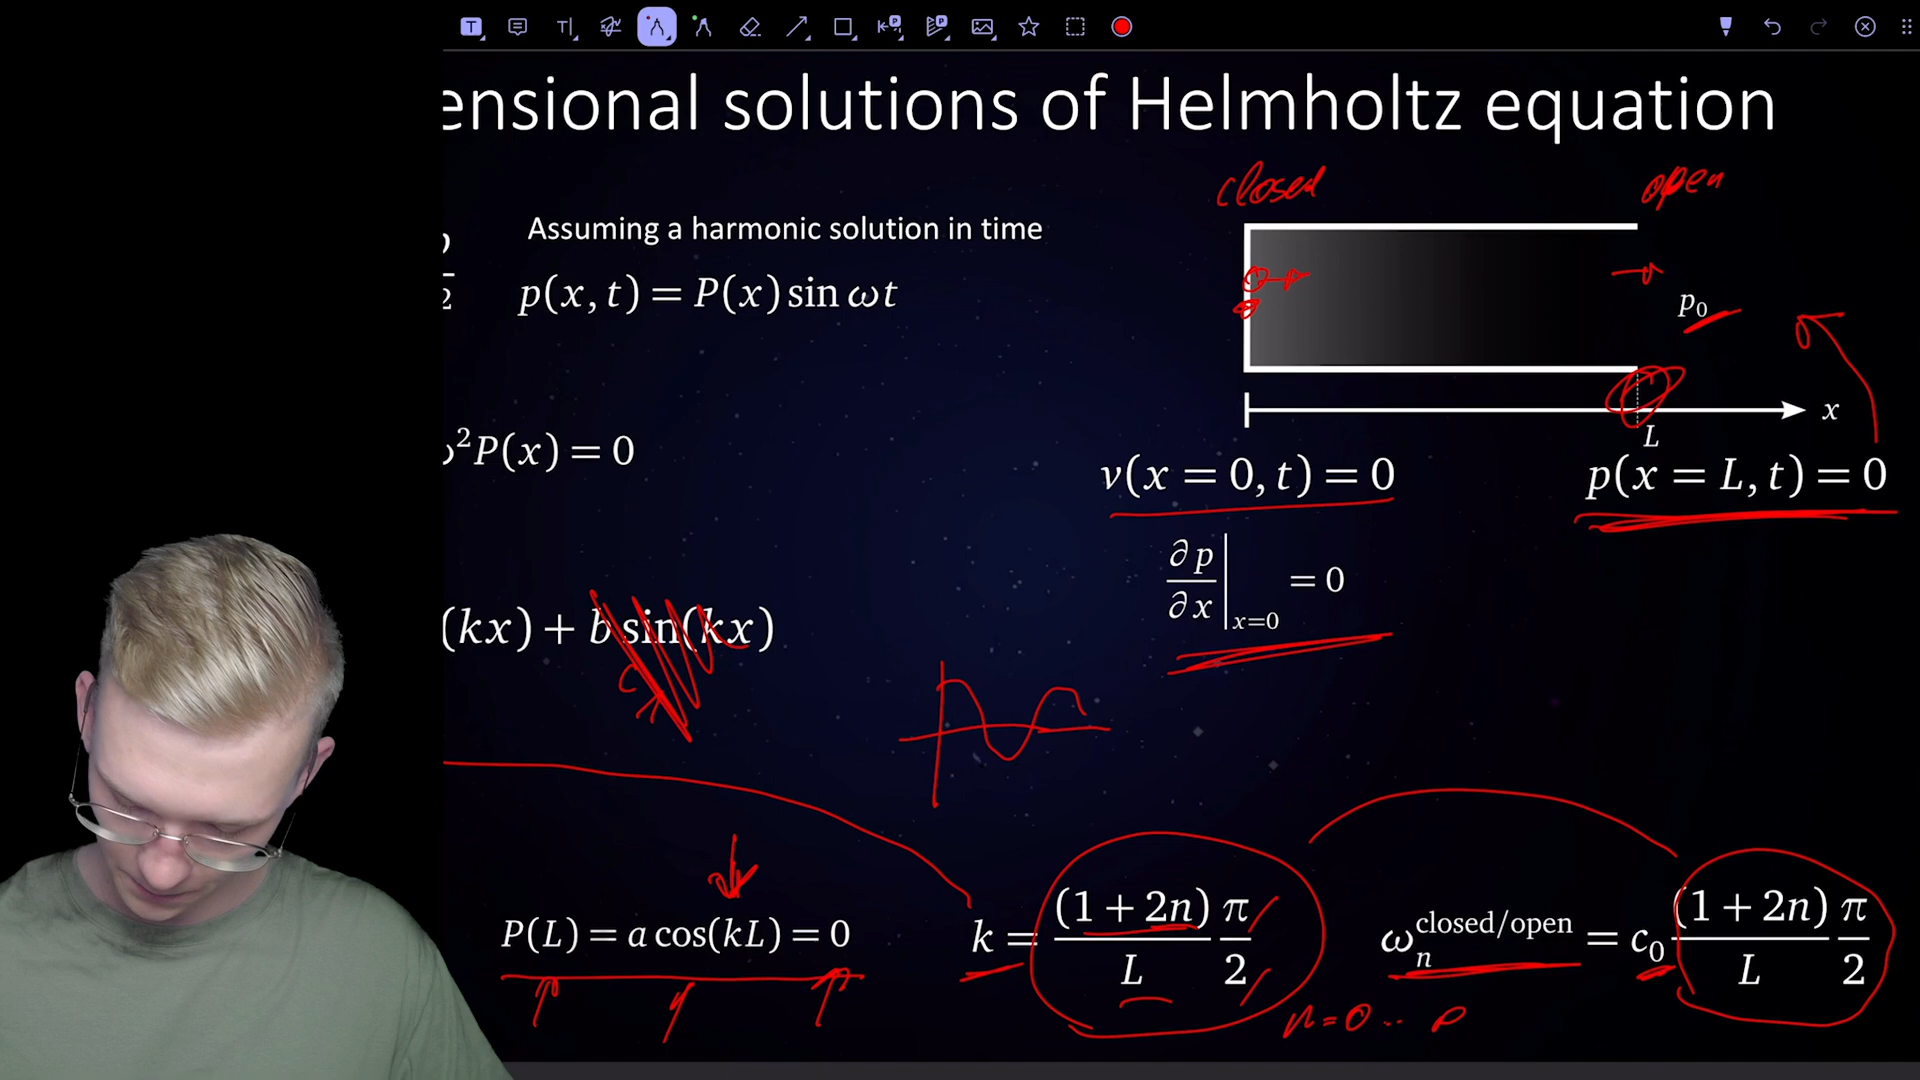 ensional solutions of Helmholtz equation
closed
open
Assuming a harmonic solution in time
p(x, t) = P(x) sin ωt
2
p₀
x
L
²P(x) = 0
v(x = 0, t) = 0
p(x = L, t) = 0
∂p/∂x |ₓ₌₀ = 0
(kx) + b sin(kx)
P(L) = a cos(kL) = 0
k = (1 + 2n)/L π/2
ωₙ^closed/open = c₀ (1 + 2n)/L π/2
n = 0 ..